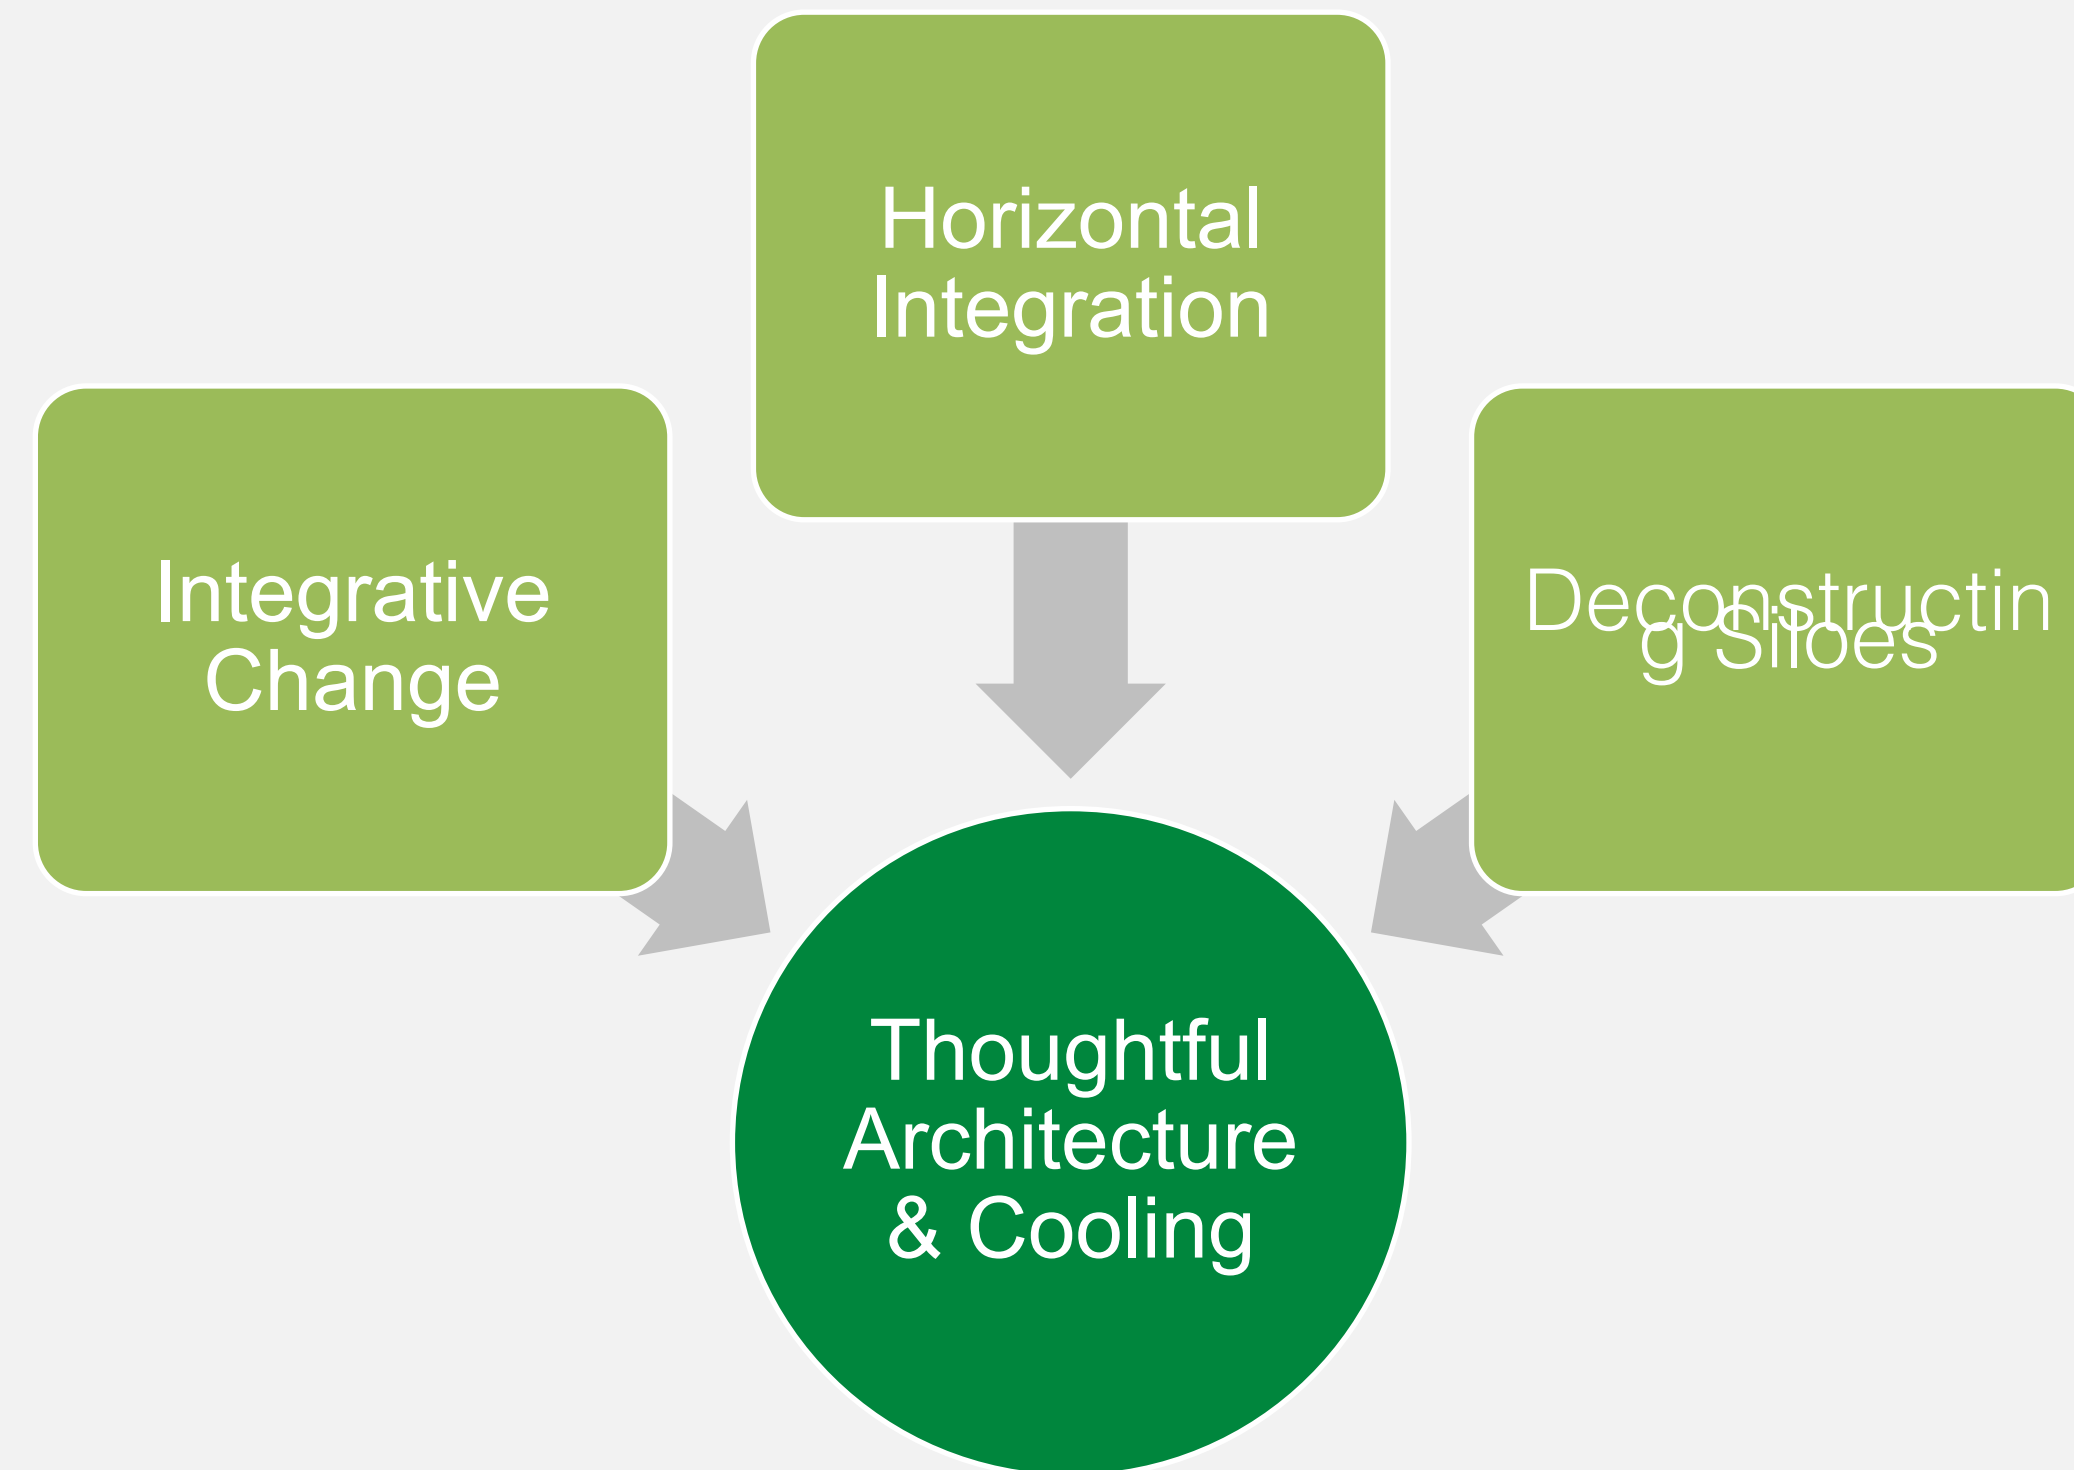 Horizontal
Integration
Integrative
Change
Deconstructin
g Siloes
Thoughtful
Architecture
& Cooling